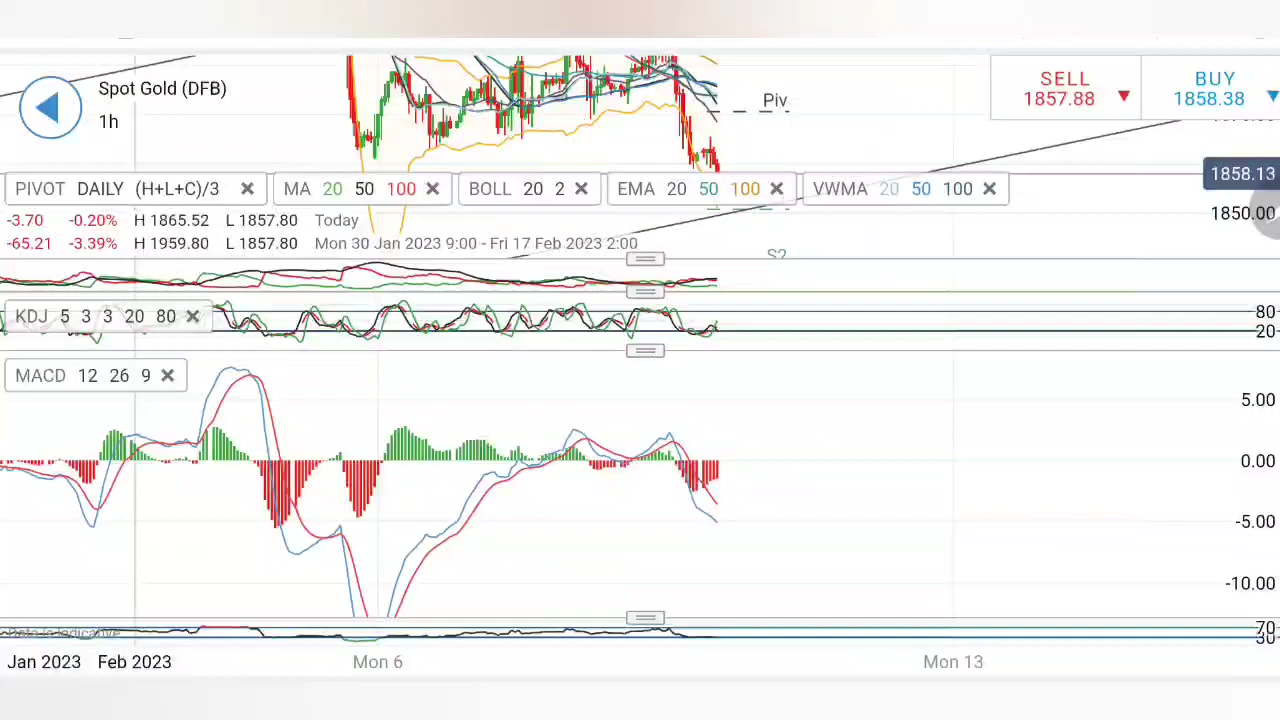 Spot Gold (DFB)
1h
SELL
1857.88
BUY
1858.38
Piv
1858.13
1850.00
PIVOT DAILY (H+L+C)/3
MA 20 50 100
BOLL 20 2
EMA 20 50 100
VWMA 20 50 100
-3.70 -0.20% H 1865.52 L 1857.80 Today
-65.21 -3.39% H 1959.80 L 1857.80 Mon 30 Jan 2023 9:00 - Fri 17 Feb 2023 2:00
S2
KDJ 5 3 3 20 80
80
20
MACD 12 26 9
5.00
0.00
-5.00
-10.00
Data is indicative
70
30
Jan 2023 Feb 2023 Mon 6 Mon 13